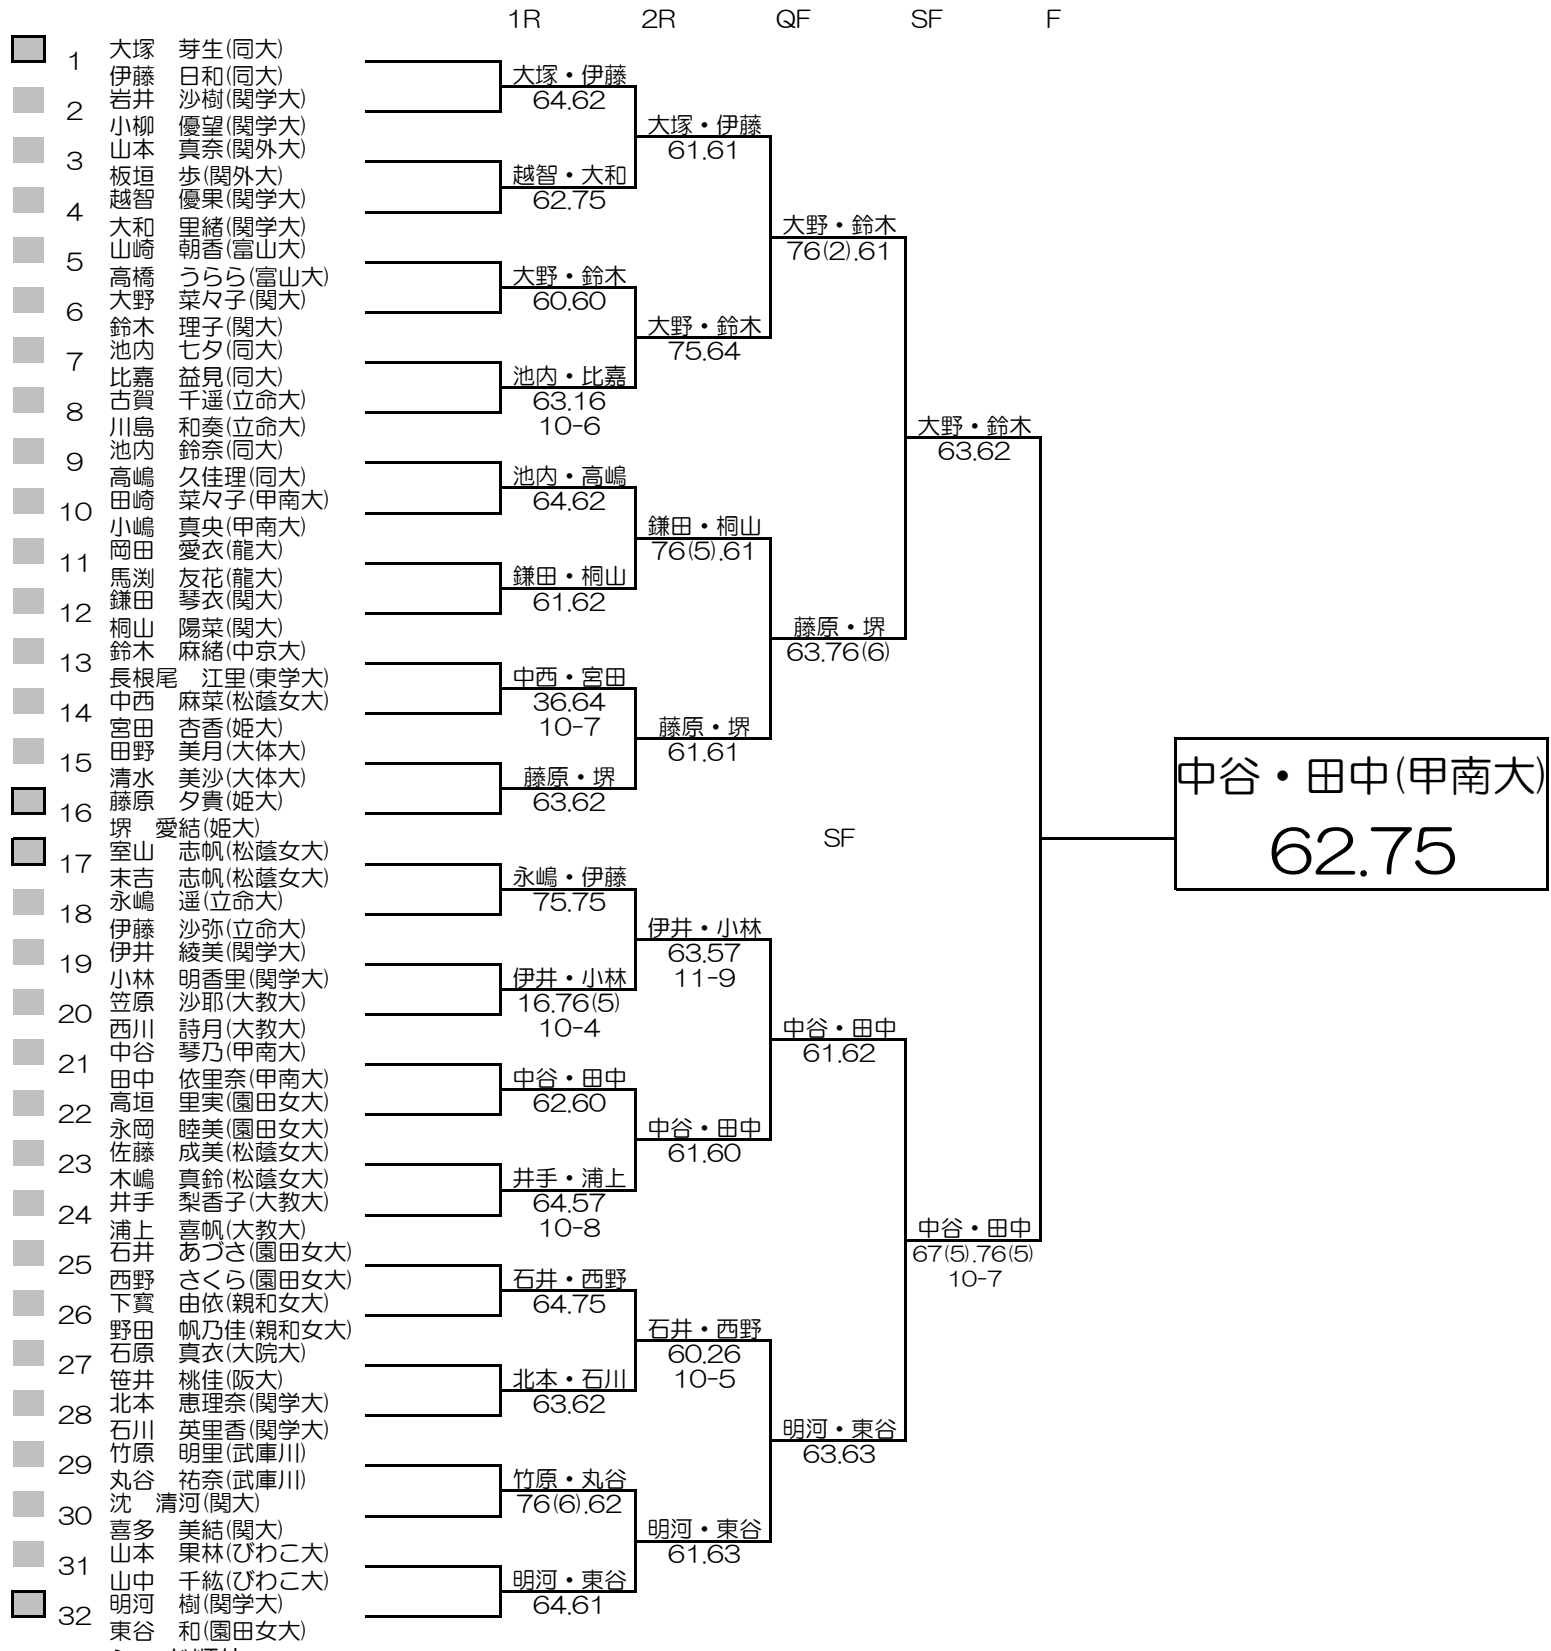 1R 2R QF SF F
1 大塚　芽生(同大)
伊藤　日和(同大)
2 岩井　沙樹(関学大)
小柳　優望(関学大)
3 山本　真奈(関外大)
板垣　歩(関外大)
4 越智　優果(関学大)
大和　里緒(関学大)
5 山崎　朝香(富山大)
高橋　うらら(富山大)
6 大野　菜々子(関大)
鈴木　理子(関大)
7 池内　七夕(同大)
比嘉　益見(同大)
8 古賀　千遥(立命大)
川島　和奏(立命大)
9 池内　鈴奈(同大)
高嶋　久佳理(同大)
10 田崎　菜々子(甲南大)
小嶋　真央(甲南大)
11 岡田　愛衣(龍大)
馬渕　友花(龍大)
12 鎌田　琴衣(関大)
桐山　陽菜(関大)
13 鈴木　麻緒(中京大)
長根尾　江里(東学大)
14 中西　麻菜(松蔭女大)
宮田　杏香(姫大)
15 田野　美月(大体大)
清水　美沙(大体大)
16 藤原　夕貴(姫大)
堺　愛結(姫大)
17 室山　志帆(松蔭女大)
末吉　志帆(松蔭女大)
18 永嶋　遥(立命大)
伊藤　沙弥(立命大)
19 伊井　綾美(関学大)
小林　明香里(関学大)
20 笠原　沙耶(大教大)
西川　詩月(大教大)
21 中谷　琴乃(甲南大)
田中　依里奈(甲南大)
22 高垣　里実(園田女大)
永岡　睦美(園田女大)
23 佐藤　成美(松蔭女大)
木嶋　真鈴(松蔭女大)
24 井手　梨香子(大教大)
浦上　喜帆(大教大)
25 石井　あづさ(園田女大)
西野　さくら(園田女大)
26 下寳　由依(親和女大)
野田　帆乃佳(親和女大)
27 石原　真衣(大院大)
笹井　桃佳(阪大)
28 北本　恵理奈(関学大)
石川　英里香(関学大)
29 竹原　明里(武庫川)
丸谷　祐奈(武庫川)
30 沈　清河(関大)
喜多　美結(関大)
31 山本　果林(びわこ大)
山中　千紘(びわこ大)
32 明河　樹(関学大)
東谷　和(園田女大)
大塚・伊藤
64.62
越智・大和
62.75
大野・鈴木
60.60
池内・比嘉
63.16
10-6
池内・高嶋
64.62
鎌田・桐山
61.62
中西・宮田
36.64
10-7
藤原・堺
63.62
永嶋・伊藤
75.75
伊井・小林
16.76(5)
10-4
中谷・田中
62.60
井手・浦上
64.57
10-8
石井・西野
64.75
北本・石川
63.62
竹原・丸谷
76(6).62
明河・東谷
64.61
大塚・伊藤
61.61
大野・鈴木
75.64
鎌田・桐山
76(5).61
藤原・堺
61.61
伊井・小林
63.57
11-9
中谷・田中
61.60
石井・西野
60.26
10-5
明河・東谷
61.63
大野・鈴木
76(2).61
藤原・堺
63.76(6)
SF
中谷・田中
61.62
明河・東谷
63.63
大野・鈴木
63.62
中谷・田中
67(5).76(5)
10-7
中谷・田中(甲南大)
62.75